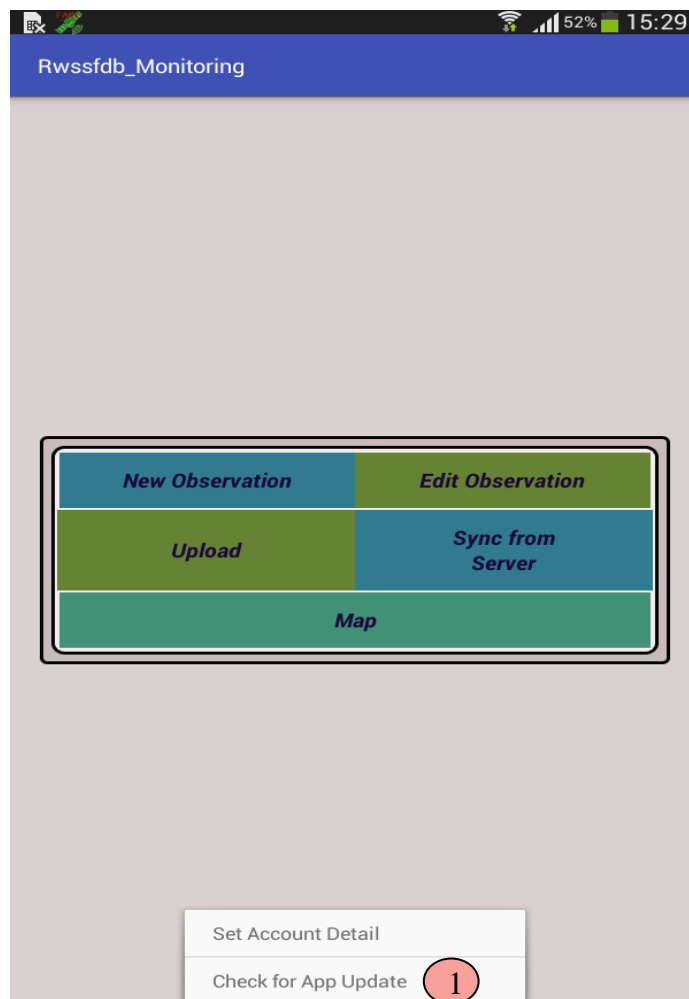 52% 15:29
Rwssfdb_Monitoring
New Observation Edit Observation
Upload Sync from
Server
Map
Set Account Detail
Check for App Update 1